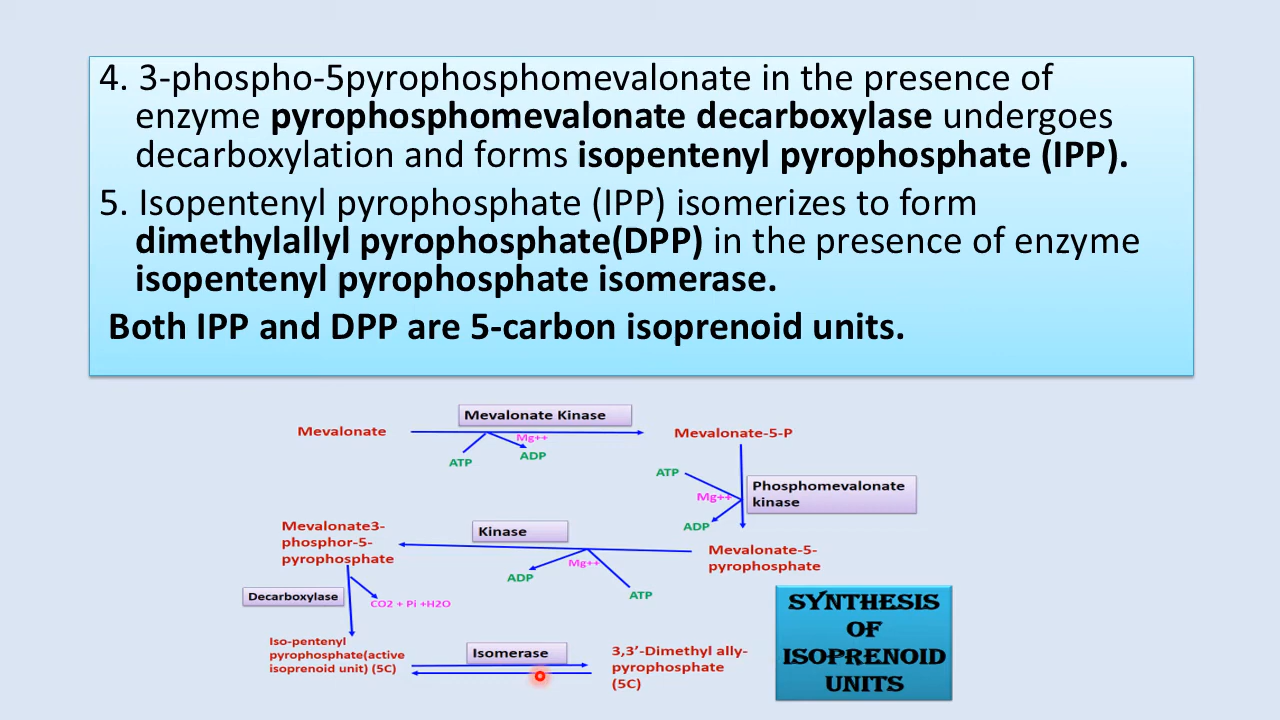 4. 3-phospho-5pyrophosphomevalonate in the presence of
enzyme pyrophosphomevalonate decarboxylase undergoes
decarboxylation and forms isopentenyl pyrophosphate (IPP).
5. Isopentenyl pyrophosphate (IPP) isomerizes to form
dimethylallyl pyrophosphate(DPP) in the presence of enzyme
isopentenyl pyrophosphate isomerase.
Both IPP and DPP are 5-carbon isoprenoid units.
Mevalonate Kinase
Mevalonate
Mg++
ATP
ADP
Mevalonate-5-P
ATP
Mg++
ADP
Phosphomevalonate
kinase
Mevalonate-5-
pyrophosphate
Kinase
Mg++
ADP
ATP
Mevalonate3-
phosphor-5-
pyrophosphate
Decarboxylase
CO2 + Pi +H2O
Iso-pentenyl
pyrophosphate(active
isoprenoid unit) (5C)
Isomerase
3,3’-Dimethyl ally-
pyrophosphate
(5C)
SYNTHESIS
OF
ISOPRENOID
UNITS